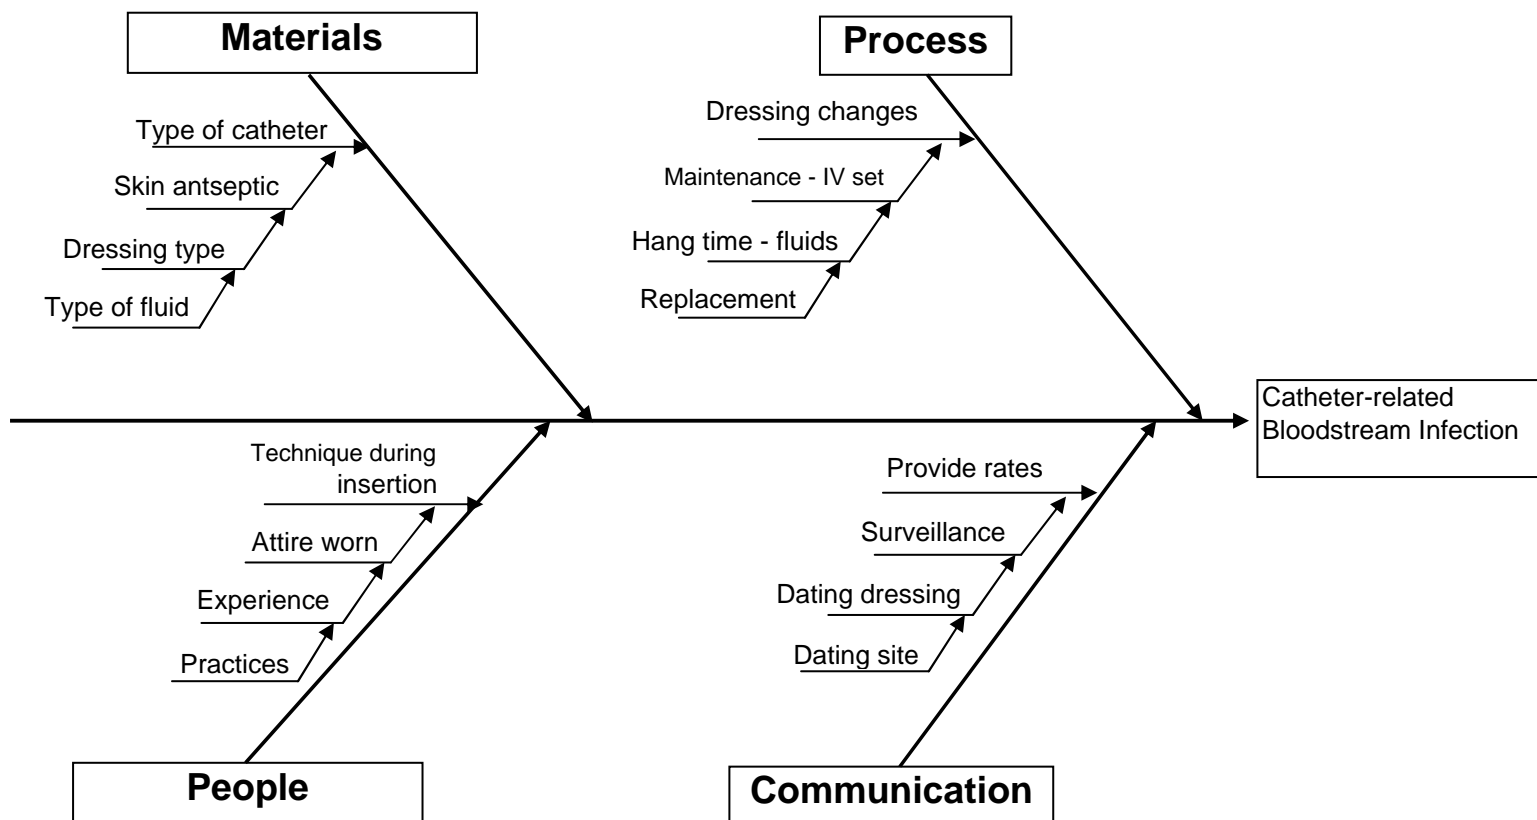 Materials
Process
Type of catheter
Skin antseptic
Dressing type
Type of fluid
Dressing changes
Maintenance - IV set
Hang time - fluids
Replacement
Catheter-related
Bloodstream Infection
Technique during
insertion
Attire worn
Experience
Practices
Provide rates
Surveillance
Dating dressing
Dating site
People
Communication